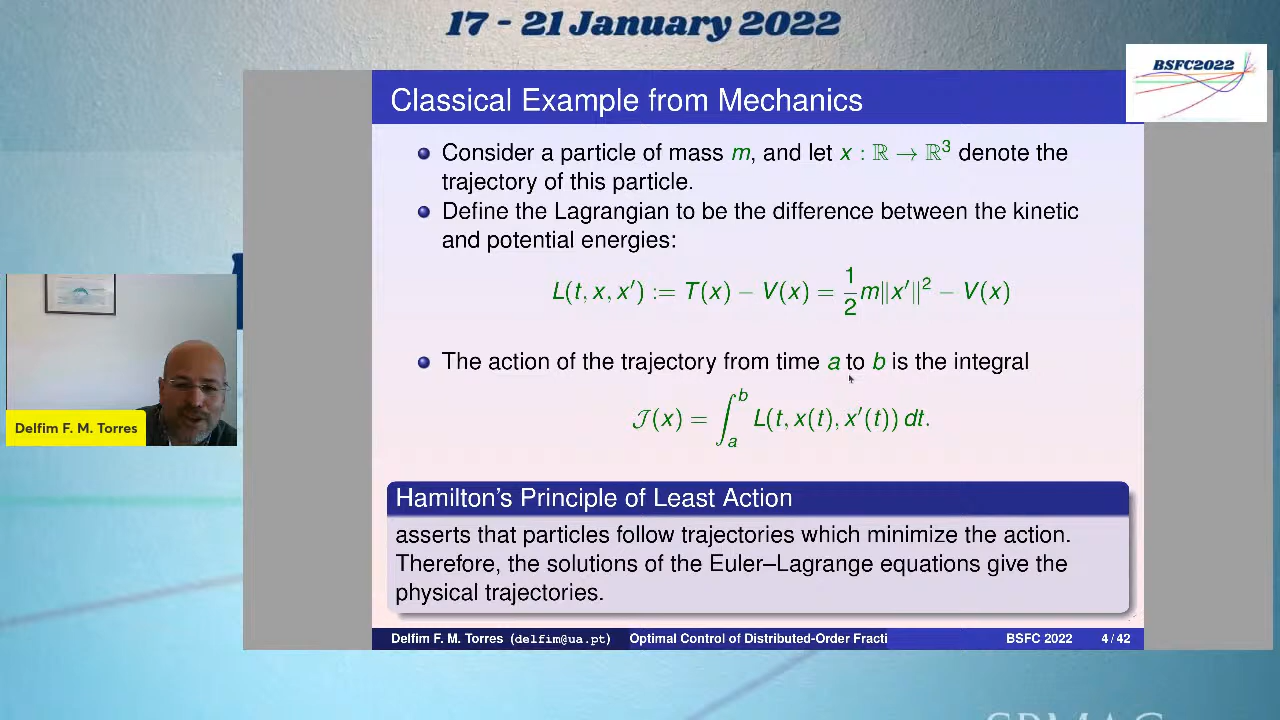 17 - 21 January 2022
BSFC2022
Classical Example from Mechanics
Consider a particle of mass m, and let x : ℝ → ℝ³ denote the
trajectory of this particle.
Define the Lagrangian to be the difference between the kinetic
and potential energies:
L(t, x, x′) := T(x) − V(x) = 1/2 m‖x′‖² − V(x)
The action of the trajectory from time a to b is the integral
𝒥(x) = ∫_a^b L(t, x(t), x′(t)) dt.
Hamilton's Principle of Least Action
asserts that particles follow trajectories which minimize the action.
Therefore, the solutions of the Euler–Lagrange equations give the
physical trajectories.
Delfim F. M. Torres (delfim@ua.pt) Optimal Control of Distributed-Order Fracti BSFC 2022 4 / 42
Delfim F. M. Torres